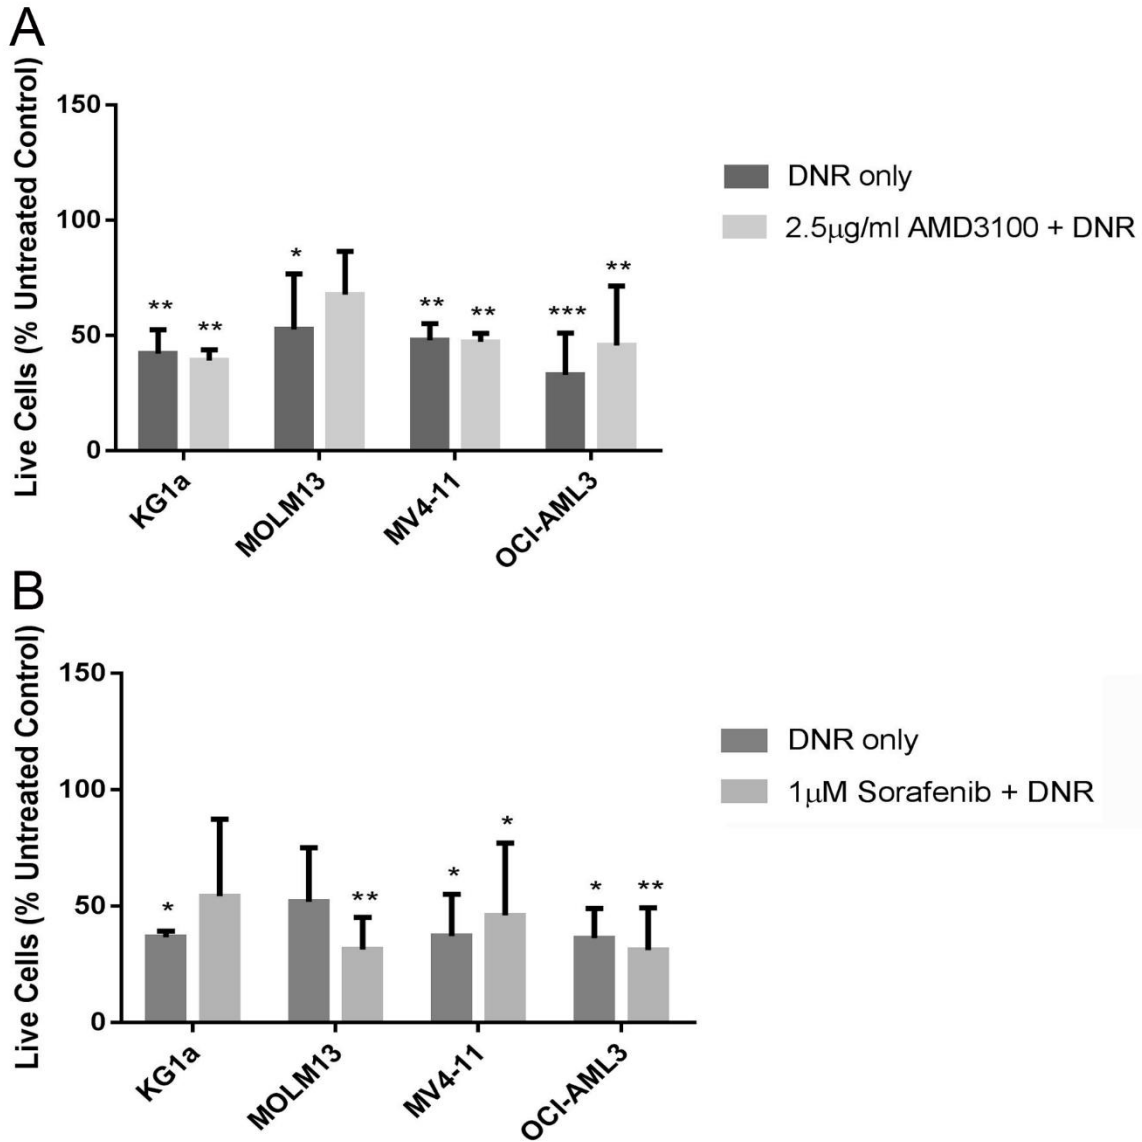 A
Live Cells (% Untreated Control)
150
100
50
0
**
**
*
**
**
***
**
KG1a
MOLM13
MV4-11
OCI-AML3
DNR only
2.5μg/ml AMD3100 + DNR
B
Live Cells (% Untreated Control)
150
100
50
0
*
**
*
*
*
**
KG1a
MOLM13
MV4-11
OCI-AML3
DNR only
1μM Sorafenib + DNR